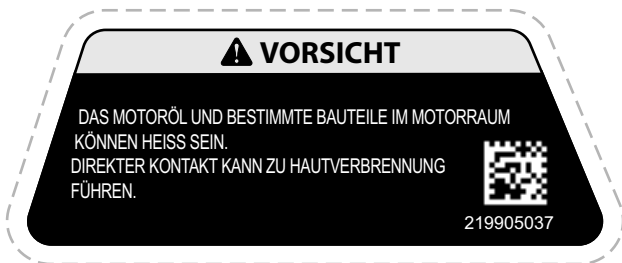 VORSICHT
DAS MOTORÖL UND BESTIMMTE BAUTEILE IM MOTORRAUM
KÖNNEN HEISS SEIN.
DIREKTER KONTAKT KANN ZU HAUTVERBRENNUNG
FÜHREN.
219905037